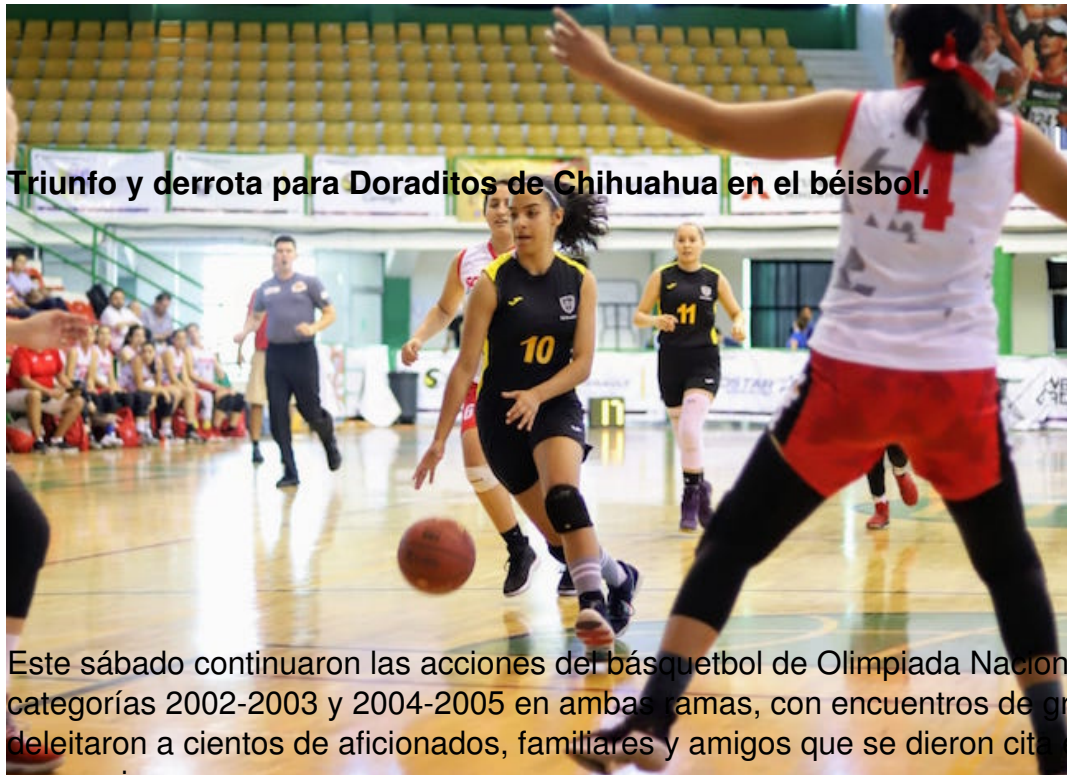 Triunfo y derrota para Doraditos de Chihuahua en el béisbol.
4
11
10
17
Este sábado continuaron las acciones del básquetbol de Olimpiada Nacion
categorías 2002-2003 y 2004-2005 en ambas ramas, con encuentros de gr
deleitaron a cientos de aficionados, familiares y amigos que se dieron cita